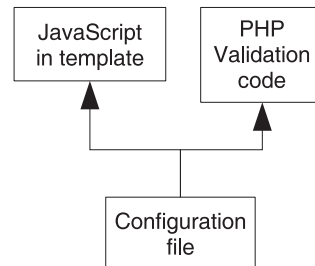 JavaScript
in template
PHP
Validation
code
Configuration
file